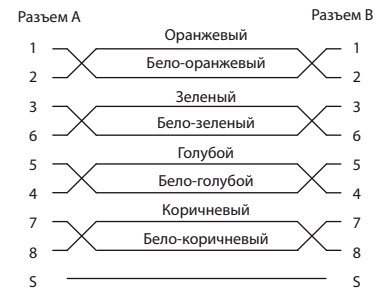 Разъем А Разъем В
Оранжевый
1 1
Бело-оранжевый
2 2
Зеленый
3 3
Бело-зеленый
6 6
Голубой
5 5
Бело-голубой
4 4
Коричневый
7 7
Бело-коричневый
8 8
S S